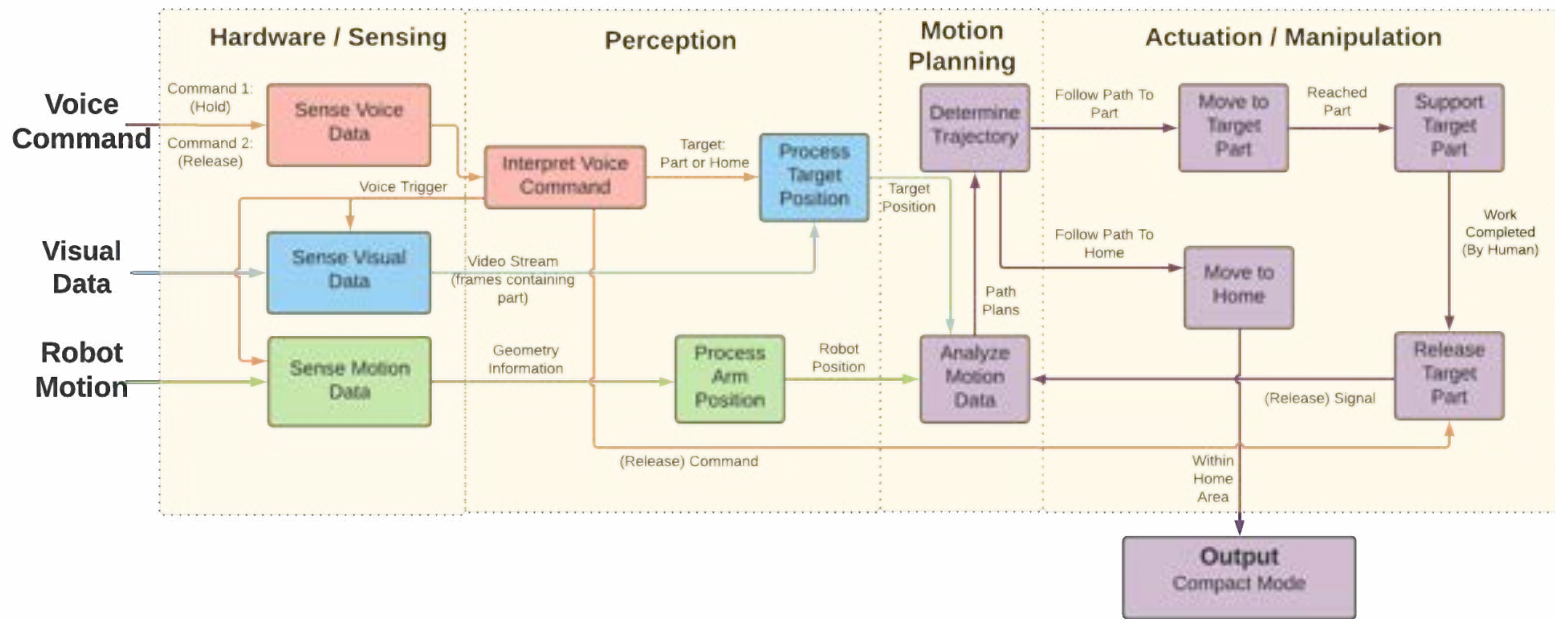 Hardware / Sensing
Perception
Motion
Planning
Actuation / Manipulation
Voice
Command
Command 1:
(Hold)
Command 2:
(Release)
Sense Voice
Data
Interpret Voice
Command
Target:
Part or Home
Process
Target
Position
Target
Position
Determine
Trajectory
Follow Path To
Part
Move to
Target
Part
Reached
Part
Support
Target
Part
Voice Trigger
Visual
Data
Sense Visual
Data
Video Stream
(frames containing
part)
Follow Path To
Home
Move to
Home
Work
Completed
(By Human)
Path
Plans
Robot
Motion
Sense Motion
Data
Geometry
Information
Process
Arm
Position
Robot
Position
Analyze
Motion
Data
(Release) Signal
Release
Target
Part
(Release) Command
Within
Home
Area
Output
Compact Mode